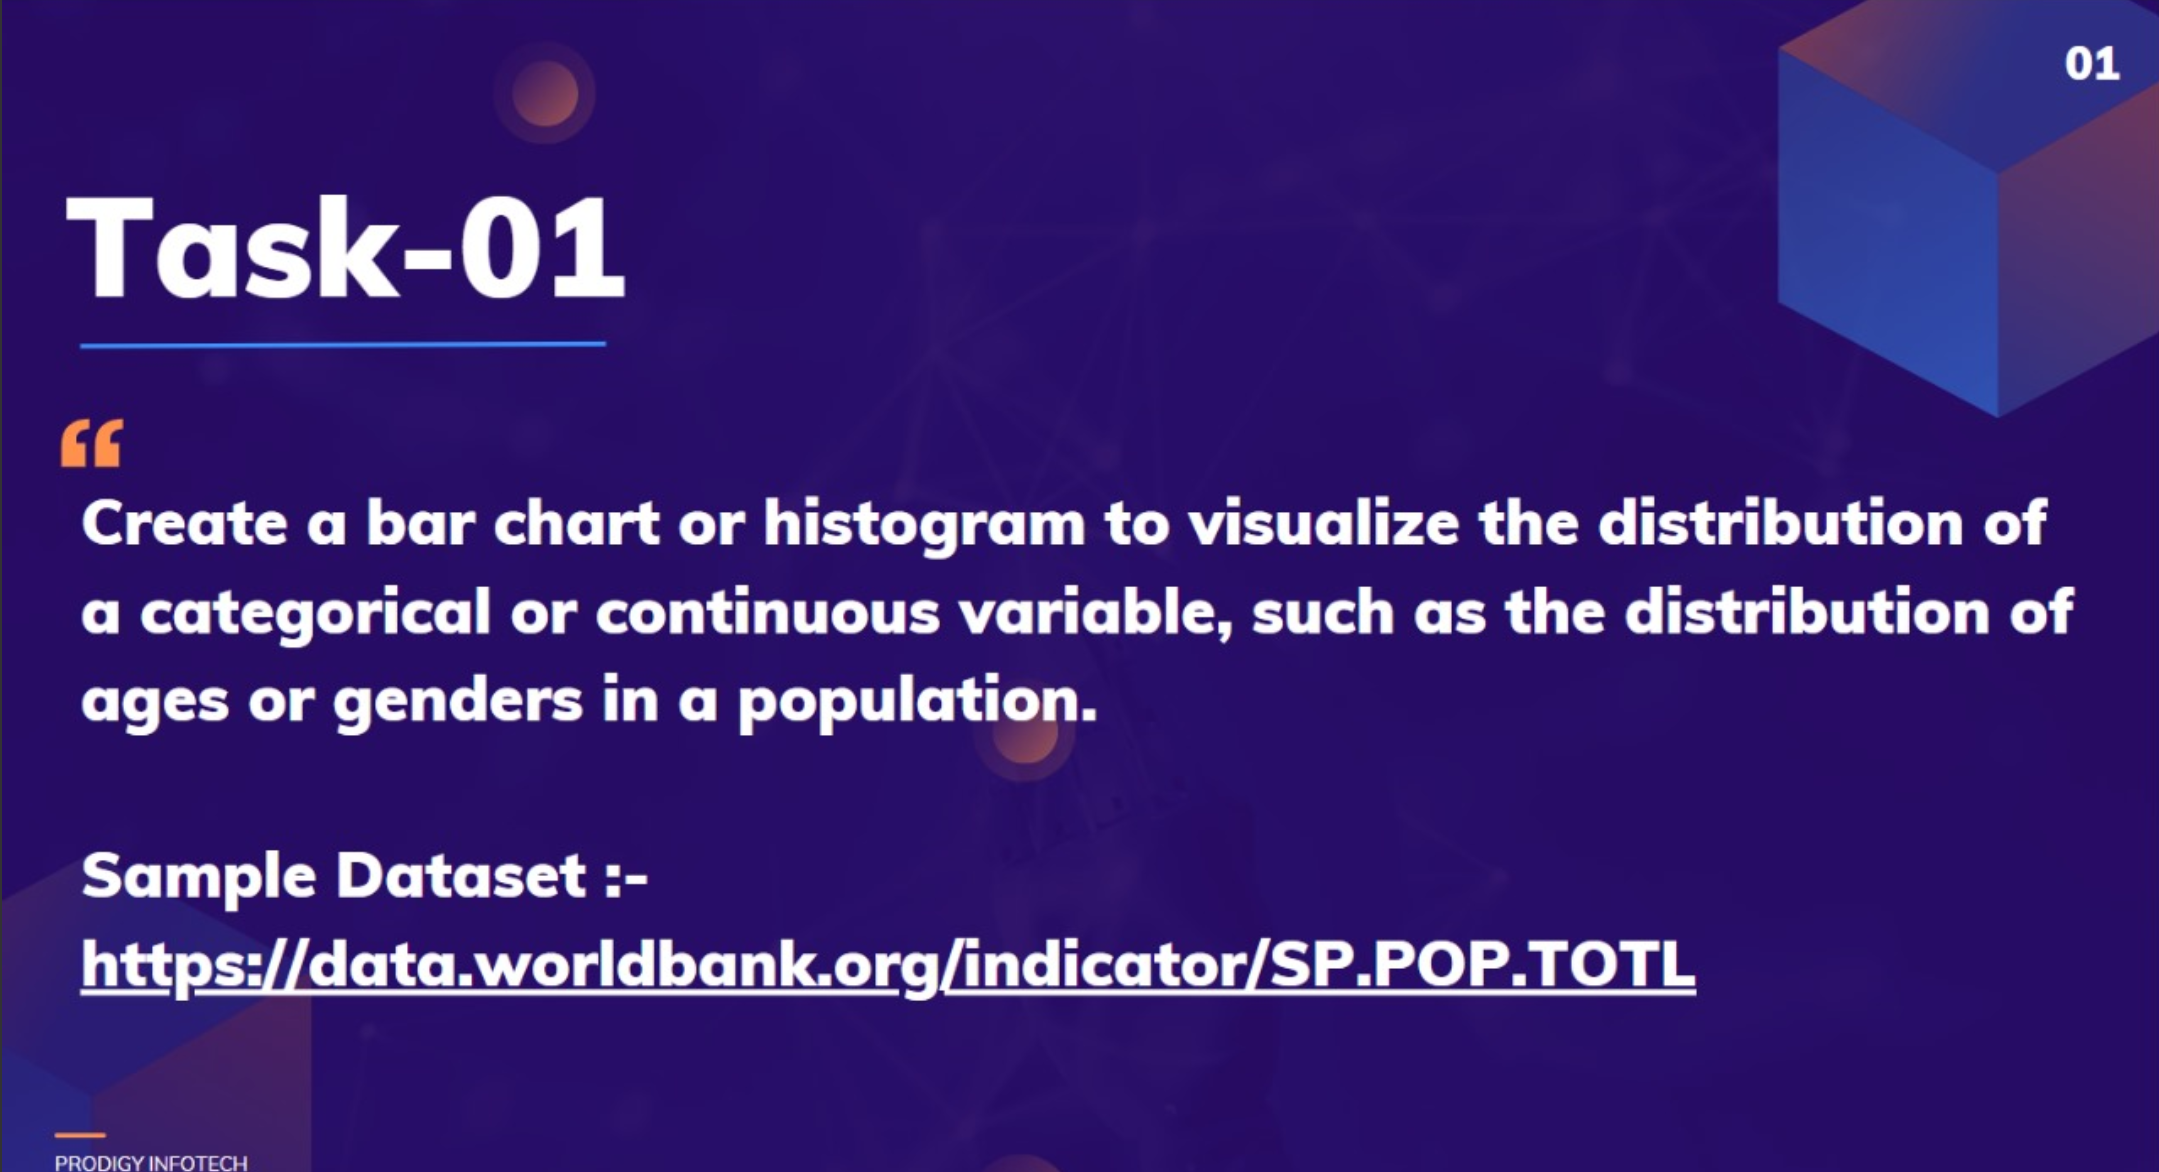 01
Task-01
“
Create a bar chart or histogram to visualize the distribution of
a categorical or continuous variable, such as the distribution of
ages or genders in a population.
Sample Dataset :-
https://data.worldbank.org/indicator/SP.POP.TOTL
PRODIGY INFOTECH